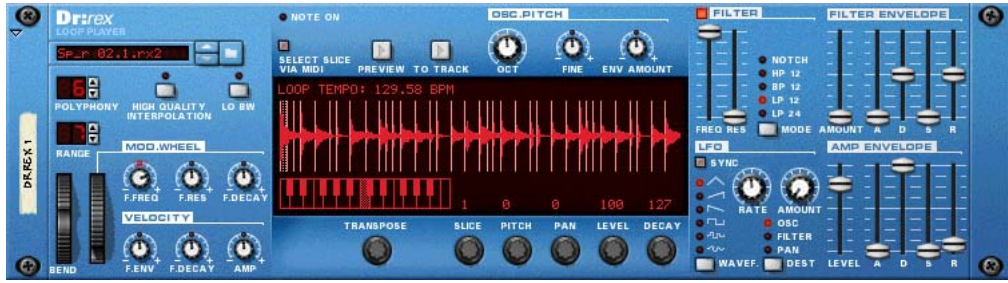 Dr:rex
LOOP PLAYER
Sp_r 02.1.rx2
6
POLYPHONY
HIGH QUALITY
INTERPOLATION
LO BW
7
RANGE
DR.REX 1
BEND
MOD.WHEEL
F.FREQ
F.RES
F.DECAY
VELOCITY
F.ENV
F.DECAY
AMP
NOTE ON
SELECT SLICE
VIA MIDI
PREVIEW
TO TRACK
OSC.PITCH
OCT
FINE
ENV AMOUNT
LOOP TEMPO: 129.58 BPM
1 0 0 100 127
TRANSPOSE
SLICE
PITCH
PAN
LEVEL
DECAY
FILTER
NOTCH
HP 12
BP 12
LP 12
LP 24
FREQ RES
MODE
FILTER ENVELOPE
AMOUNT
A
D
S
R
LFO
SYNC
RATE
AMOUNT
OSC
FILTER
PAN
WAVEF.
DEST
AMP ENVELOPE
LEVEL
A
D
S
R